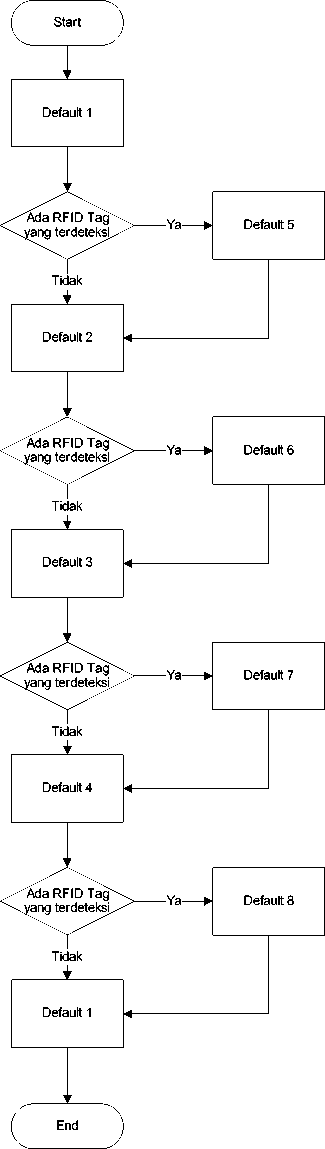 Start
Default 1
Ada RFID Tag
yang terdeteksi
Ya
Default 5
Tidak
Default 2
Ada RFID Tag
yang terdeteksi
Ya
Default 6
Tidak
Default 3
Ada RFID Tag
yang terdeteksi
Ya
Default 7
Tidak
Default 4
Ada RFID Tag
yang terdeteksi
Ya
Default 8
Tidak
Default 1
End